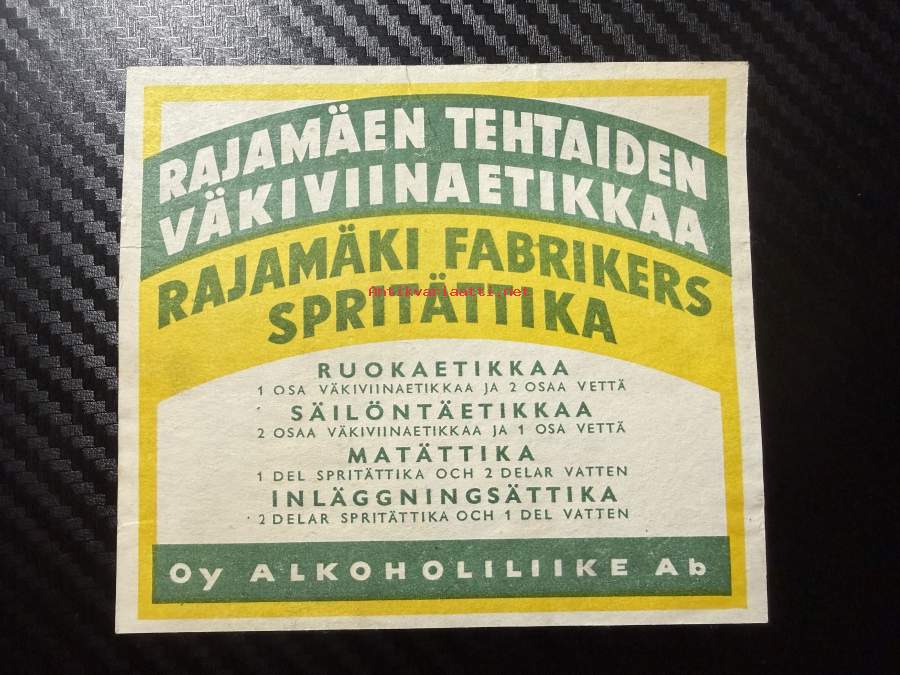 RAJAMÄEN TEHTAIDEN
VÄKIVIINAETIKKAA
RAJAMÄKI FABRIKERS
Antikvariaatti.net
SPRITÄTTIKA
RUOKAETIKKAA
1 OSA VÄKIVIINAETIKKAA JA 2 OSAA VETTÄ
SÄILÖNTÄETIKKAA
2 OSAA VÄKIVIINAETIKKAA JA 1 OSA VETTÄ
MATÄTTIKA
1 DEL SPRITÄTTIKA OCH 2 DELAR VATTEN
INLÄGGNINGSÄTTIKA
2 DELAR SPRITÄTTIKA OCH 1 DEL VATTEN
Oy ALKOHOLILIIKE Ab